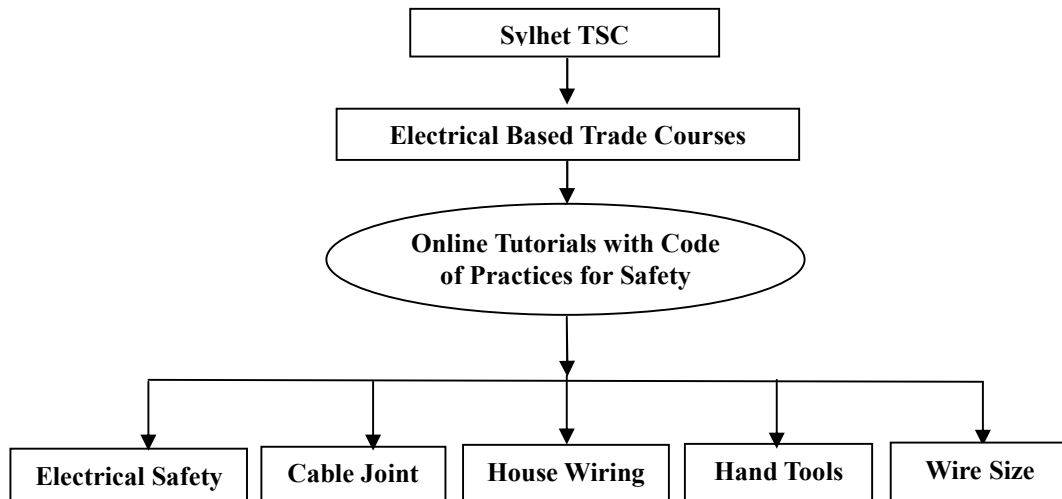 Sylhet TSC
Electrical Based Trade Courses
Online Tutorials with Code
of Practices for Safety
Electrical Safety
Cable Joint
House Wiring
Hand Tools
Wire Size